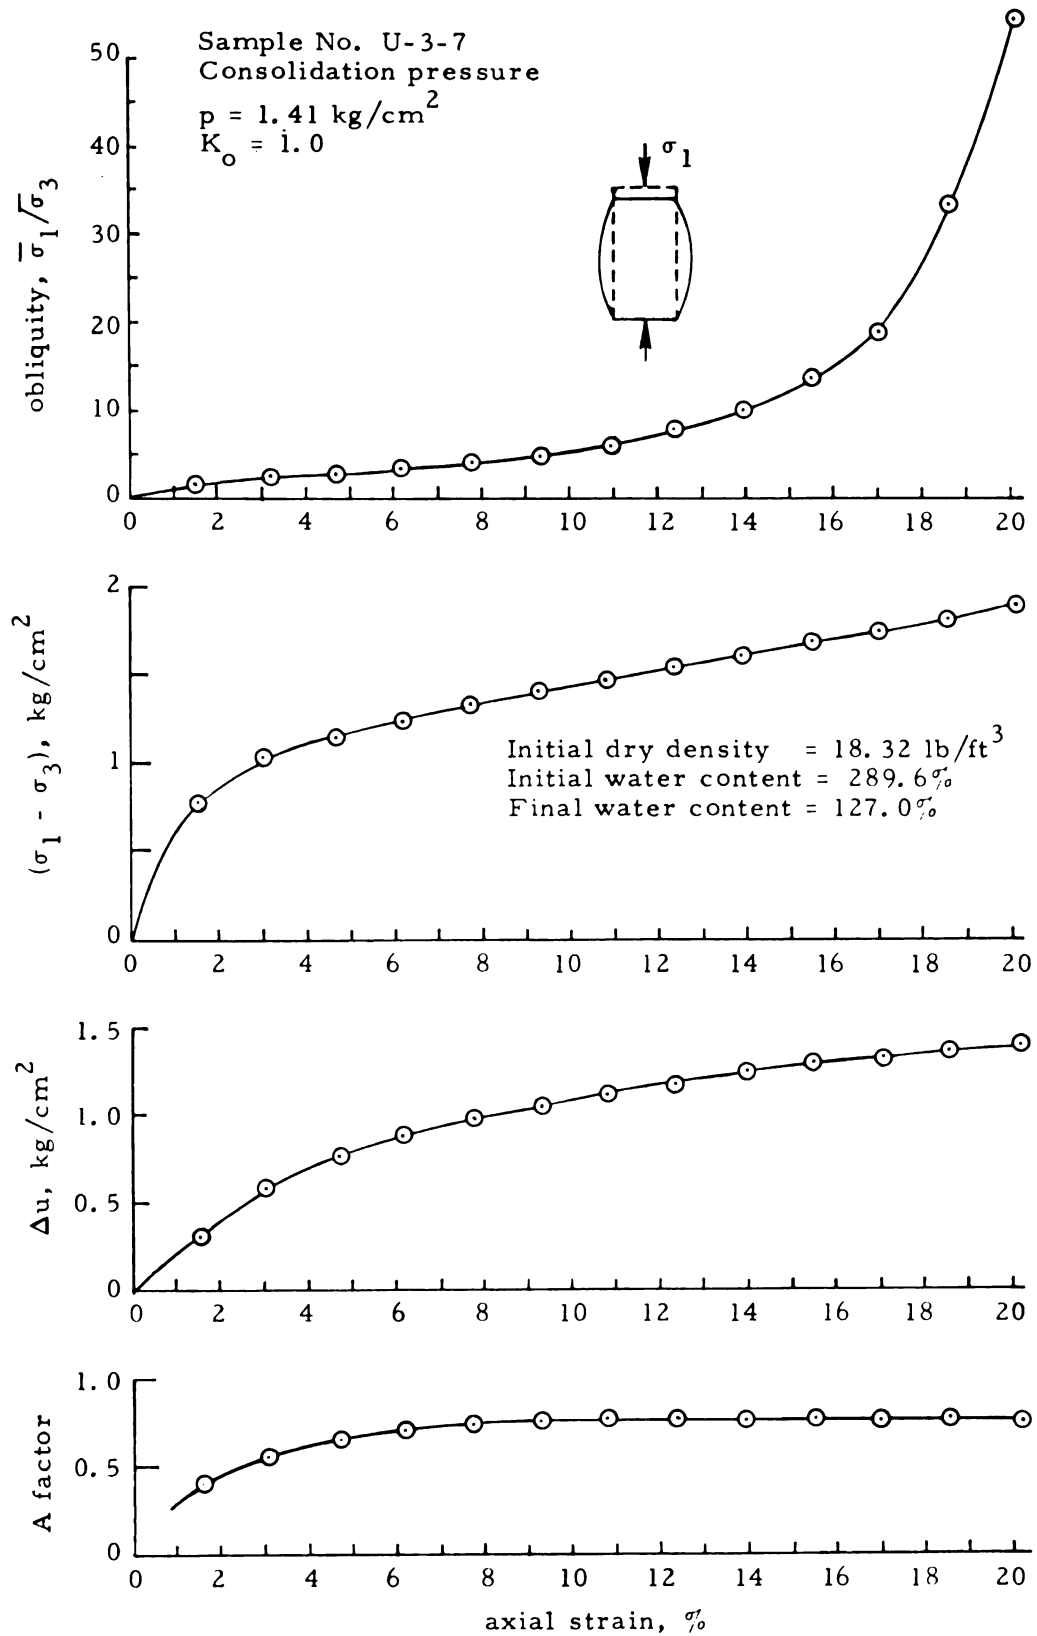 Sample No. U-3-7
Consolidation pressure
p = 1.41 kg/cm²
K₀ = 1.0
σ₁
obliquity, σ̅₁/σ̅₃
50
40
30
20
10
0
0 2 4 6 8 10 12 14 16 18 20
(σ₁ - σ₃), kg/cm²
2
1
0
Initial dry density = 18.32 lb/ft³
Initial water content = 289.6%
Final water content = 127.0%
0 2 4 6 8 10 12 14 16 18 20
Δu, kg/cm²
1.5
1.0
0.5
0
0 2 4 6 8 10 12 14 16 18 20
A factor
1.0
0.5
0
0 2 4 6 8 10 12 14 16 18 20
axial strain, %